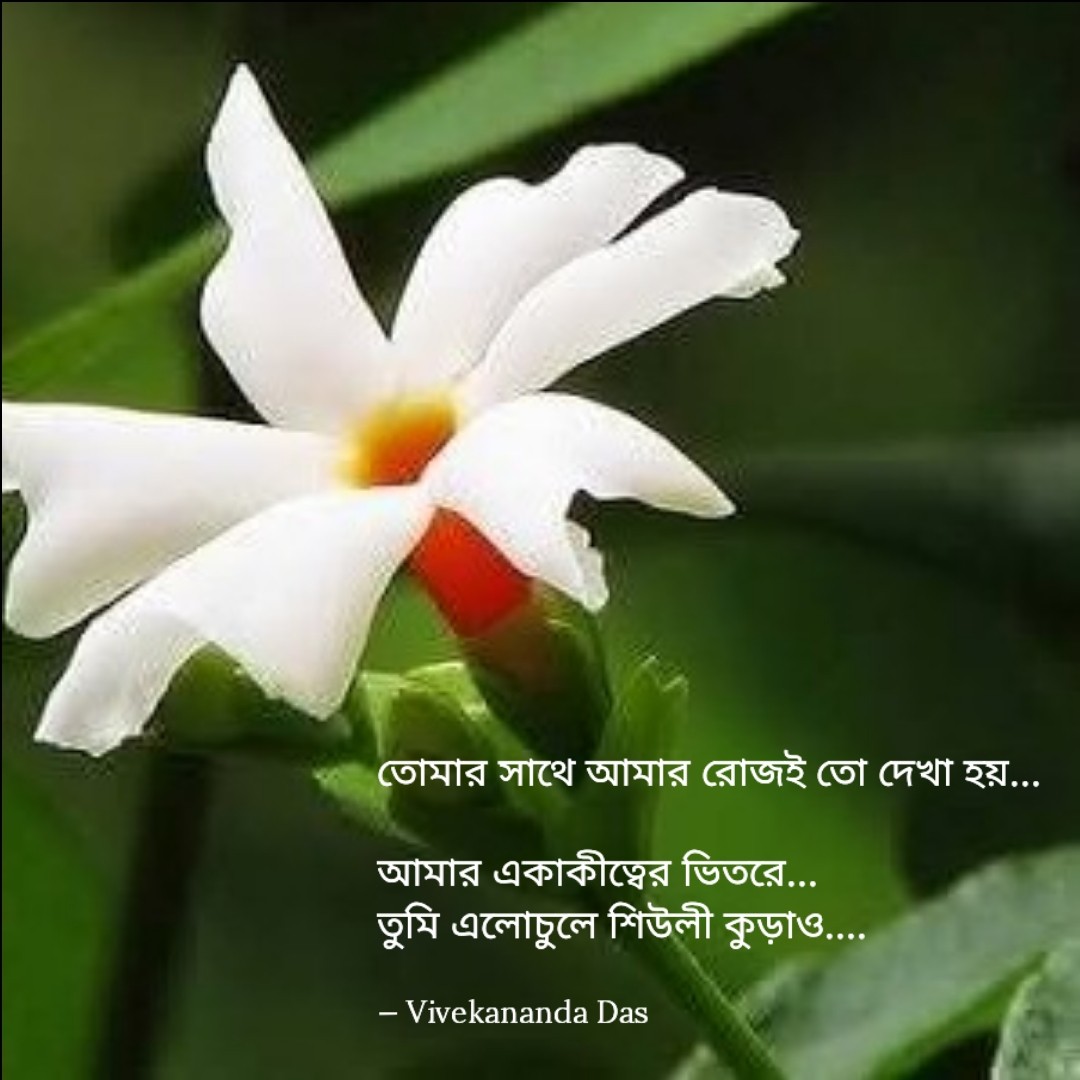 তোমার সাথে আমার রোজই তো দেখা হয়...
আমার একাকীত্বের ভিতরে...
তুমি এলোচুলে শিউলী কুড়াও....
– Vivekananda Das